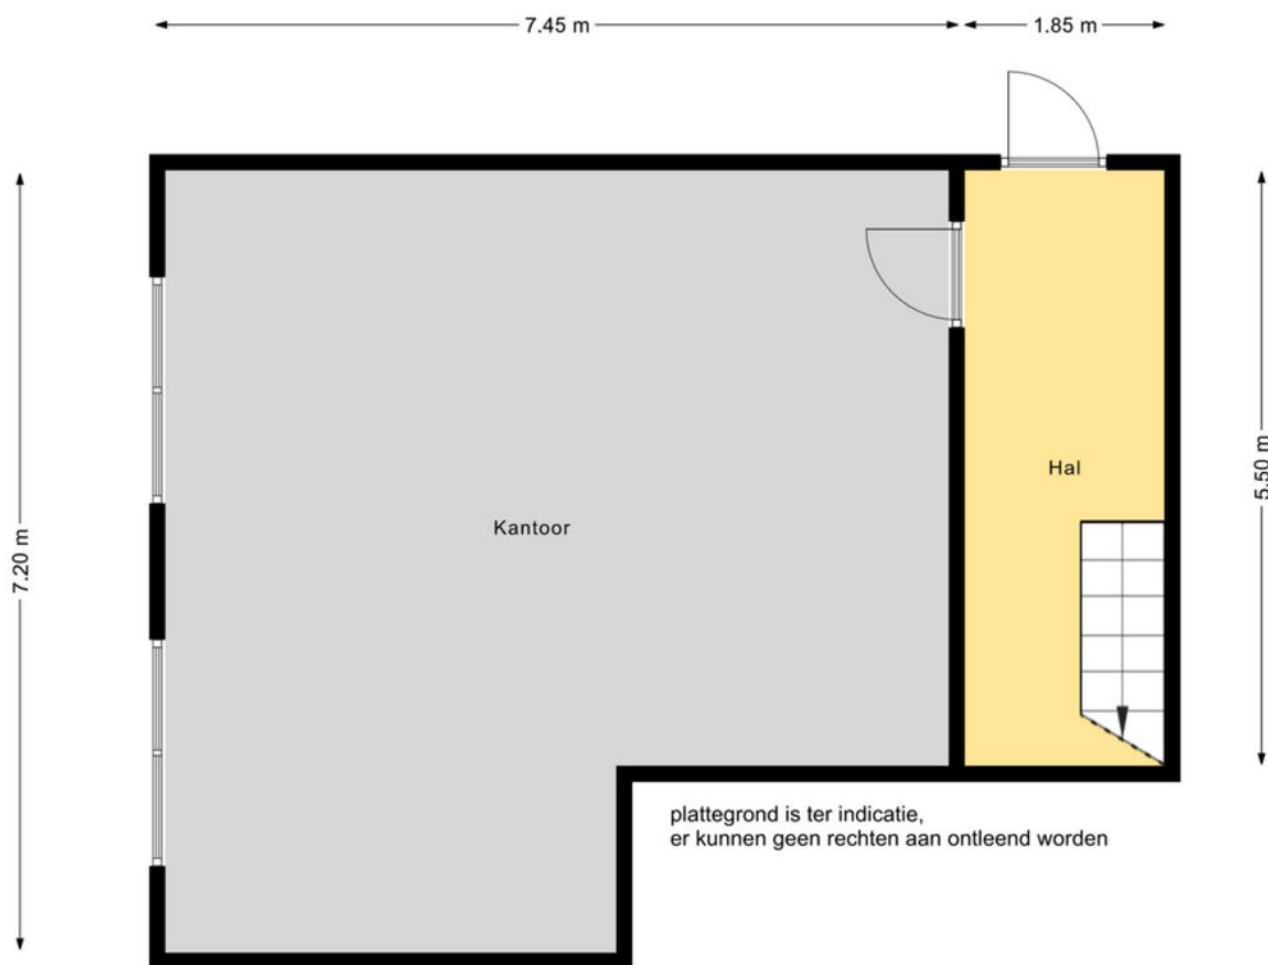 7.45 m
1.85 m
7.20 m
5.50 m
Hal
Kantoor
plattegrond is ter indicatie,
er kunnen geen rechten aan ontleend worden